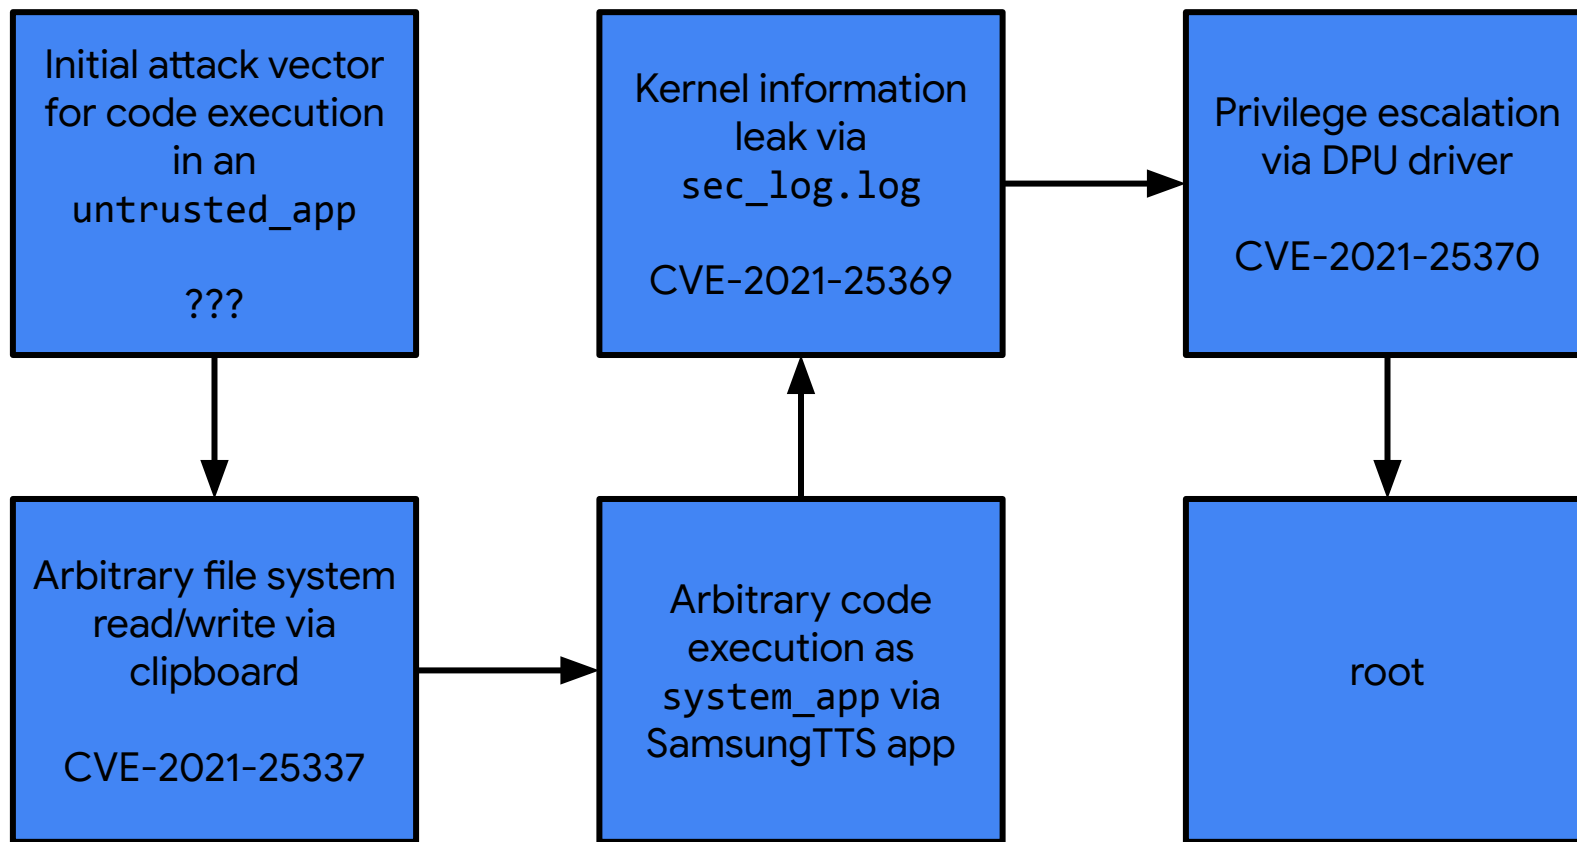 Initial attack vector
for code execution
in an
untrusted_app
???
Arbitrary file system
read/write via
clipboard
CVE-2021-25337
Arbitrary code
execution as
system_app via
SamsungTTS app
Kernel information
leak via
sec_log.log
CVE-2021-25369
Privilege escalation
via DPU driver
CVE-2021-25370
root